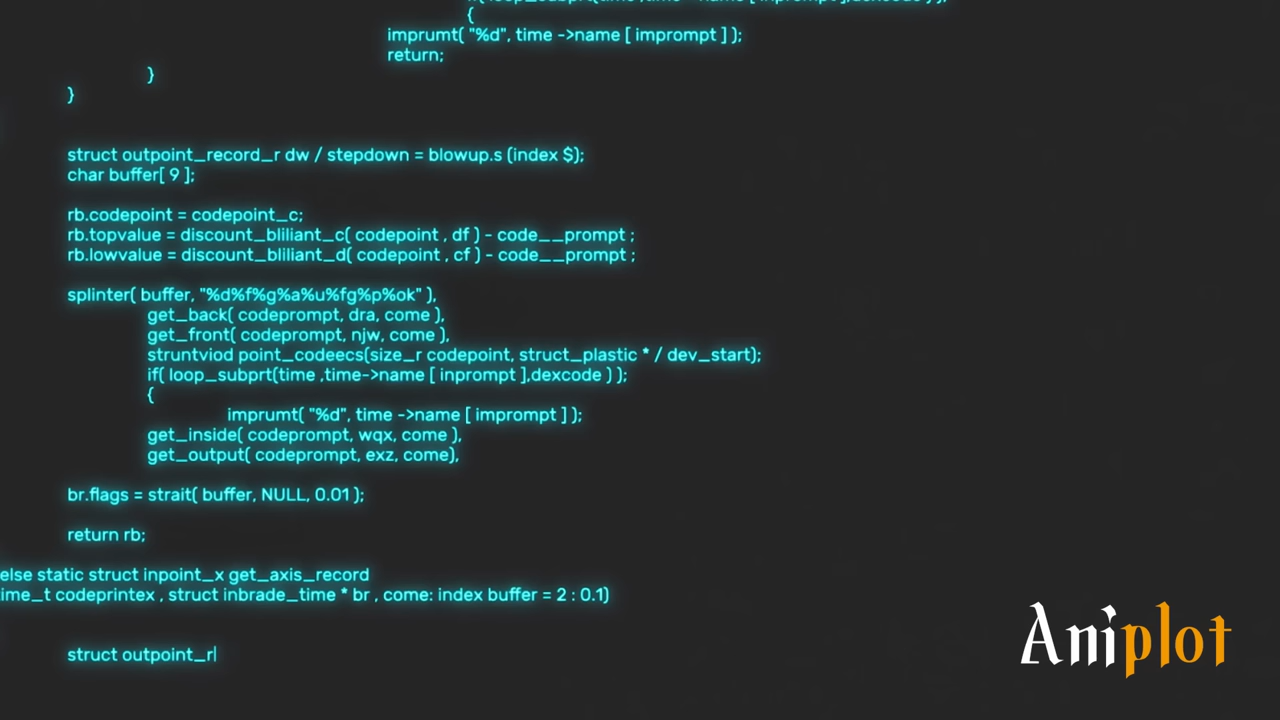 {
imprumt( "%d", time ->name [ imprompt ] );
return;
}
}
struct outpoint_record_r dw / stepdown = blowup.s (index $);
char buffer[ 9 ];
rb.codepoint = codepoint_c;
rb.topvalue = discount_bliliant_c( codepoint , df ) - code__prompt ;
rb.lowvalue = discount_bliliant_d( codepoint , cf ) - code__prompt ;
splinter( buffer, "%d%f%g%a%u%fg%p%ok" ),
get_back( codeprompt, dra, come ),
get_front( codeprompt, njw, come ),
struntviod point_codeecs(size_r codepoint, struct_plastic * / dev_start);
if( loop_subprt(time ,time->name [ inprompt ],dexcode ) );
{
imprumt( "%d", time ->name [ imprompt ] );
get_inside( codeprompt, wqx, come ),
get_output( codeprompt, exz, come),
br.flags = strait( buffer, NULL, 0.01 );
return rb;
else static struct inpoint_x get_axis_record
ime_t codeprintex , struct inbrade_time * br , come: index buffer = 2 : 0.1)
struct outpoint_r
Aniplot